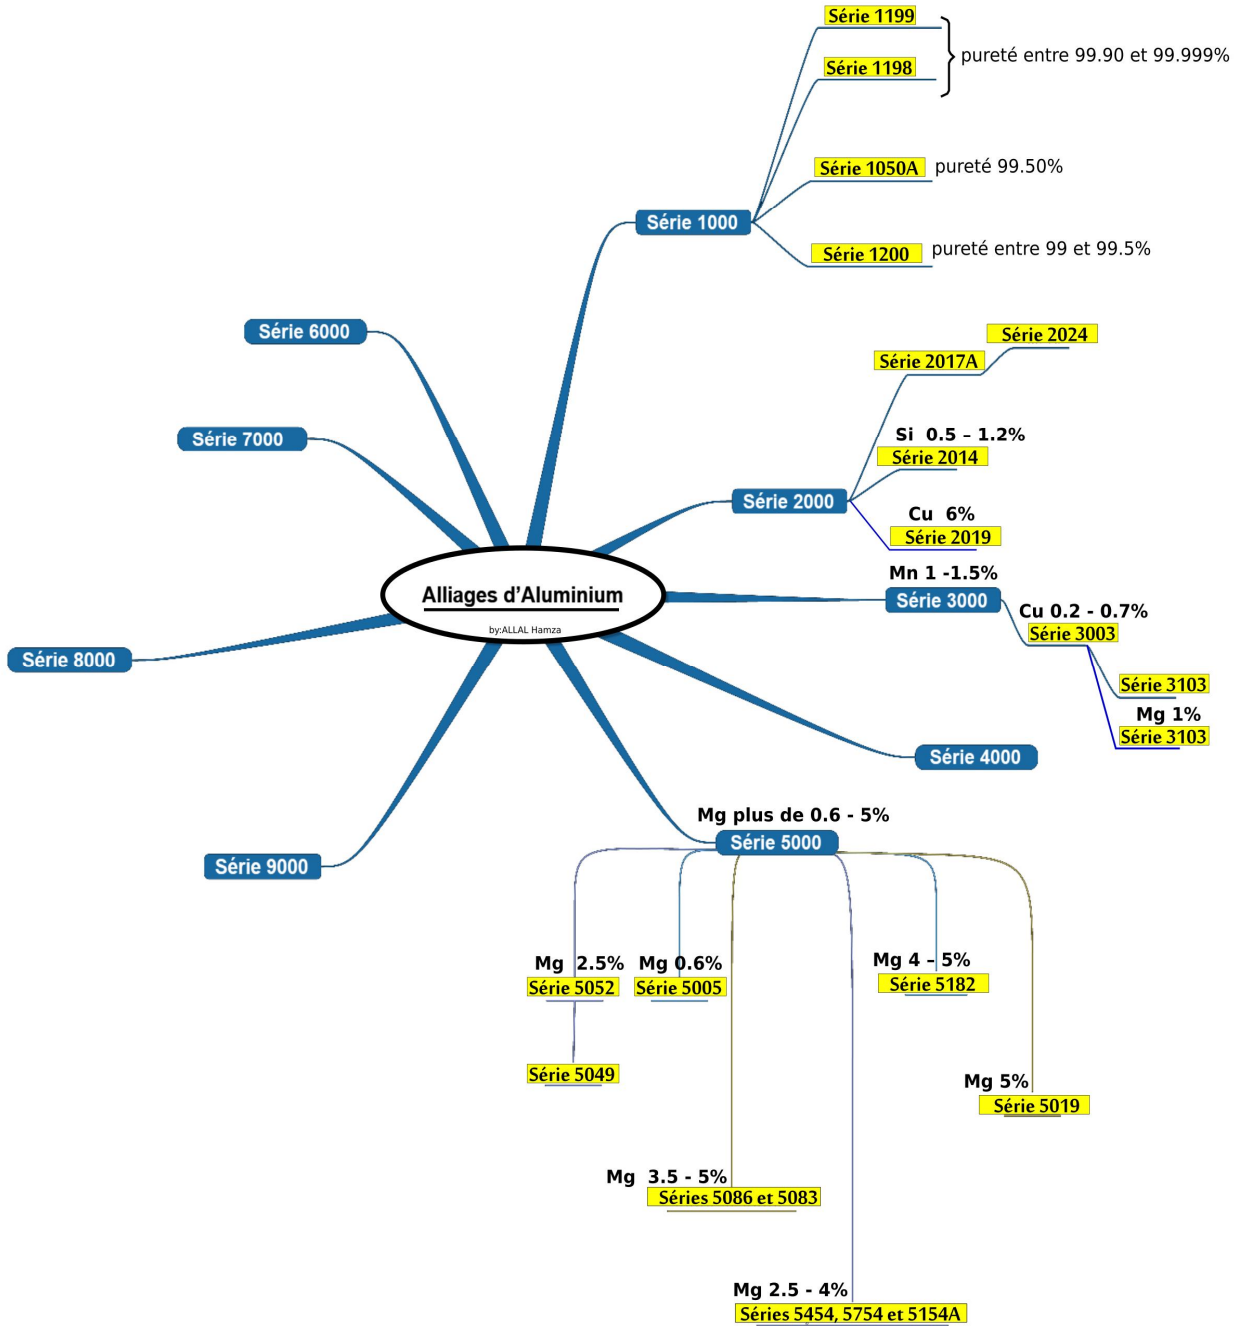 Série 1199
pureté entre 99.90 et 99.999%
Série 1198
Série 1050A
pureté 99.50%
Série 1000
Série 1200
pureté entre 99 et 99.5%
Série 6000
Série 2024
Série 2017A
Série 7000
Si 0.5 – 1.2%
Série 2014
Série 2000
Cu 6%
Série 2019
Mn 1 -1.5%
Série 3000
Alliages d’Aluminium
by:ALLAL Hamza
Cu 0.2 - 0.7%
Série 3003
Série 8000
Série 3103
Mg 1%
Série 3103
Série 4000
Mg plus de 0.6 - 5%
Série 5000
Série 9000
Mg 2.5%
Série 5052
Mg 0.6%
Série 5005
Mg 4 – 5%
Série 5182
Série 5049
Mg 5%
Série 5019
Mg 3.5 - 5%
Séries 5086 et 5083
Mg 2.5 - 4%
Séries 5454, 5754 et 5154A